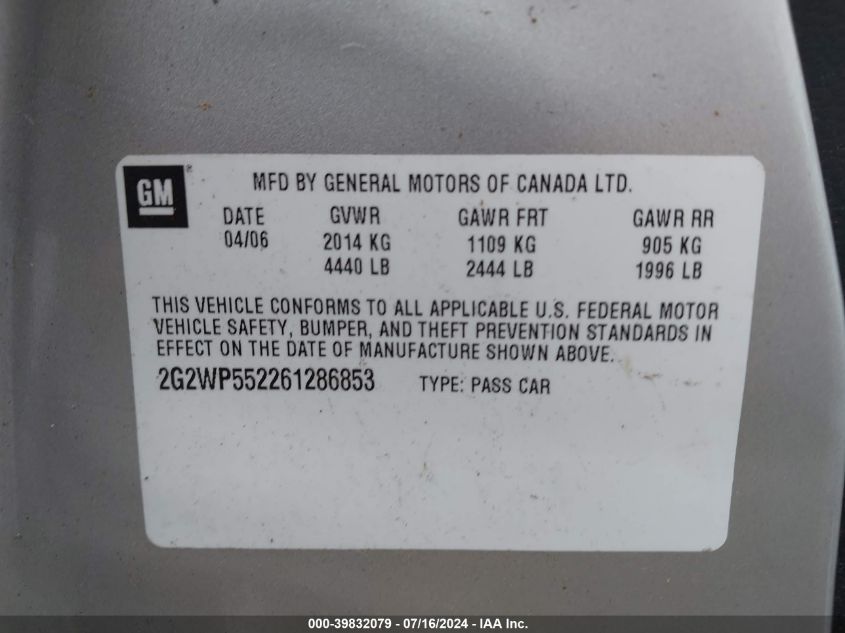 GM ®
MFD BY GENERAL MOTORS OF CANADA LTD.
DATE GVWR GAWR FRT GAWR RR
04/06 2014 KG 1109 KG 905 KG
4440 LB 2444 LB 1996 LB
THIS VEHICLE CONFORMS TO ALL APPLICABLE U.S. FEDERAL MOTOR
VEHICLE SAFETY, BUMPER, AND THEFT PREVENTION STANDARDS IN
EFFECT ON THE DATE OF MANUFACTURE SHOWN ABOVE.
2G2WP552261286853 TYPE: PASS CAR
000-39832079 - 07/16/2024 - IAA Inc.